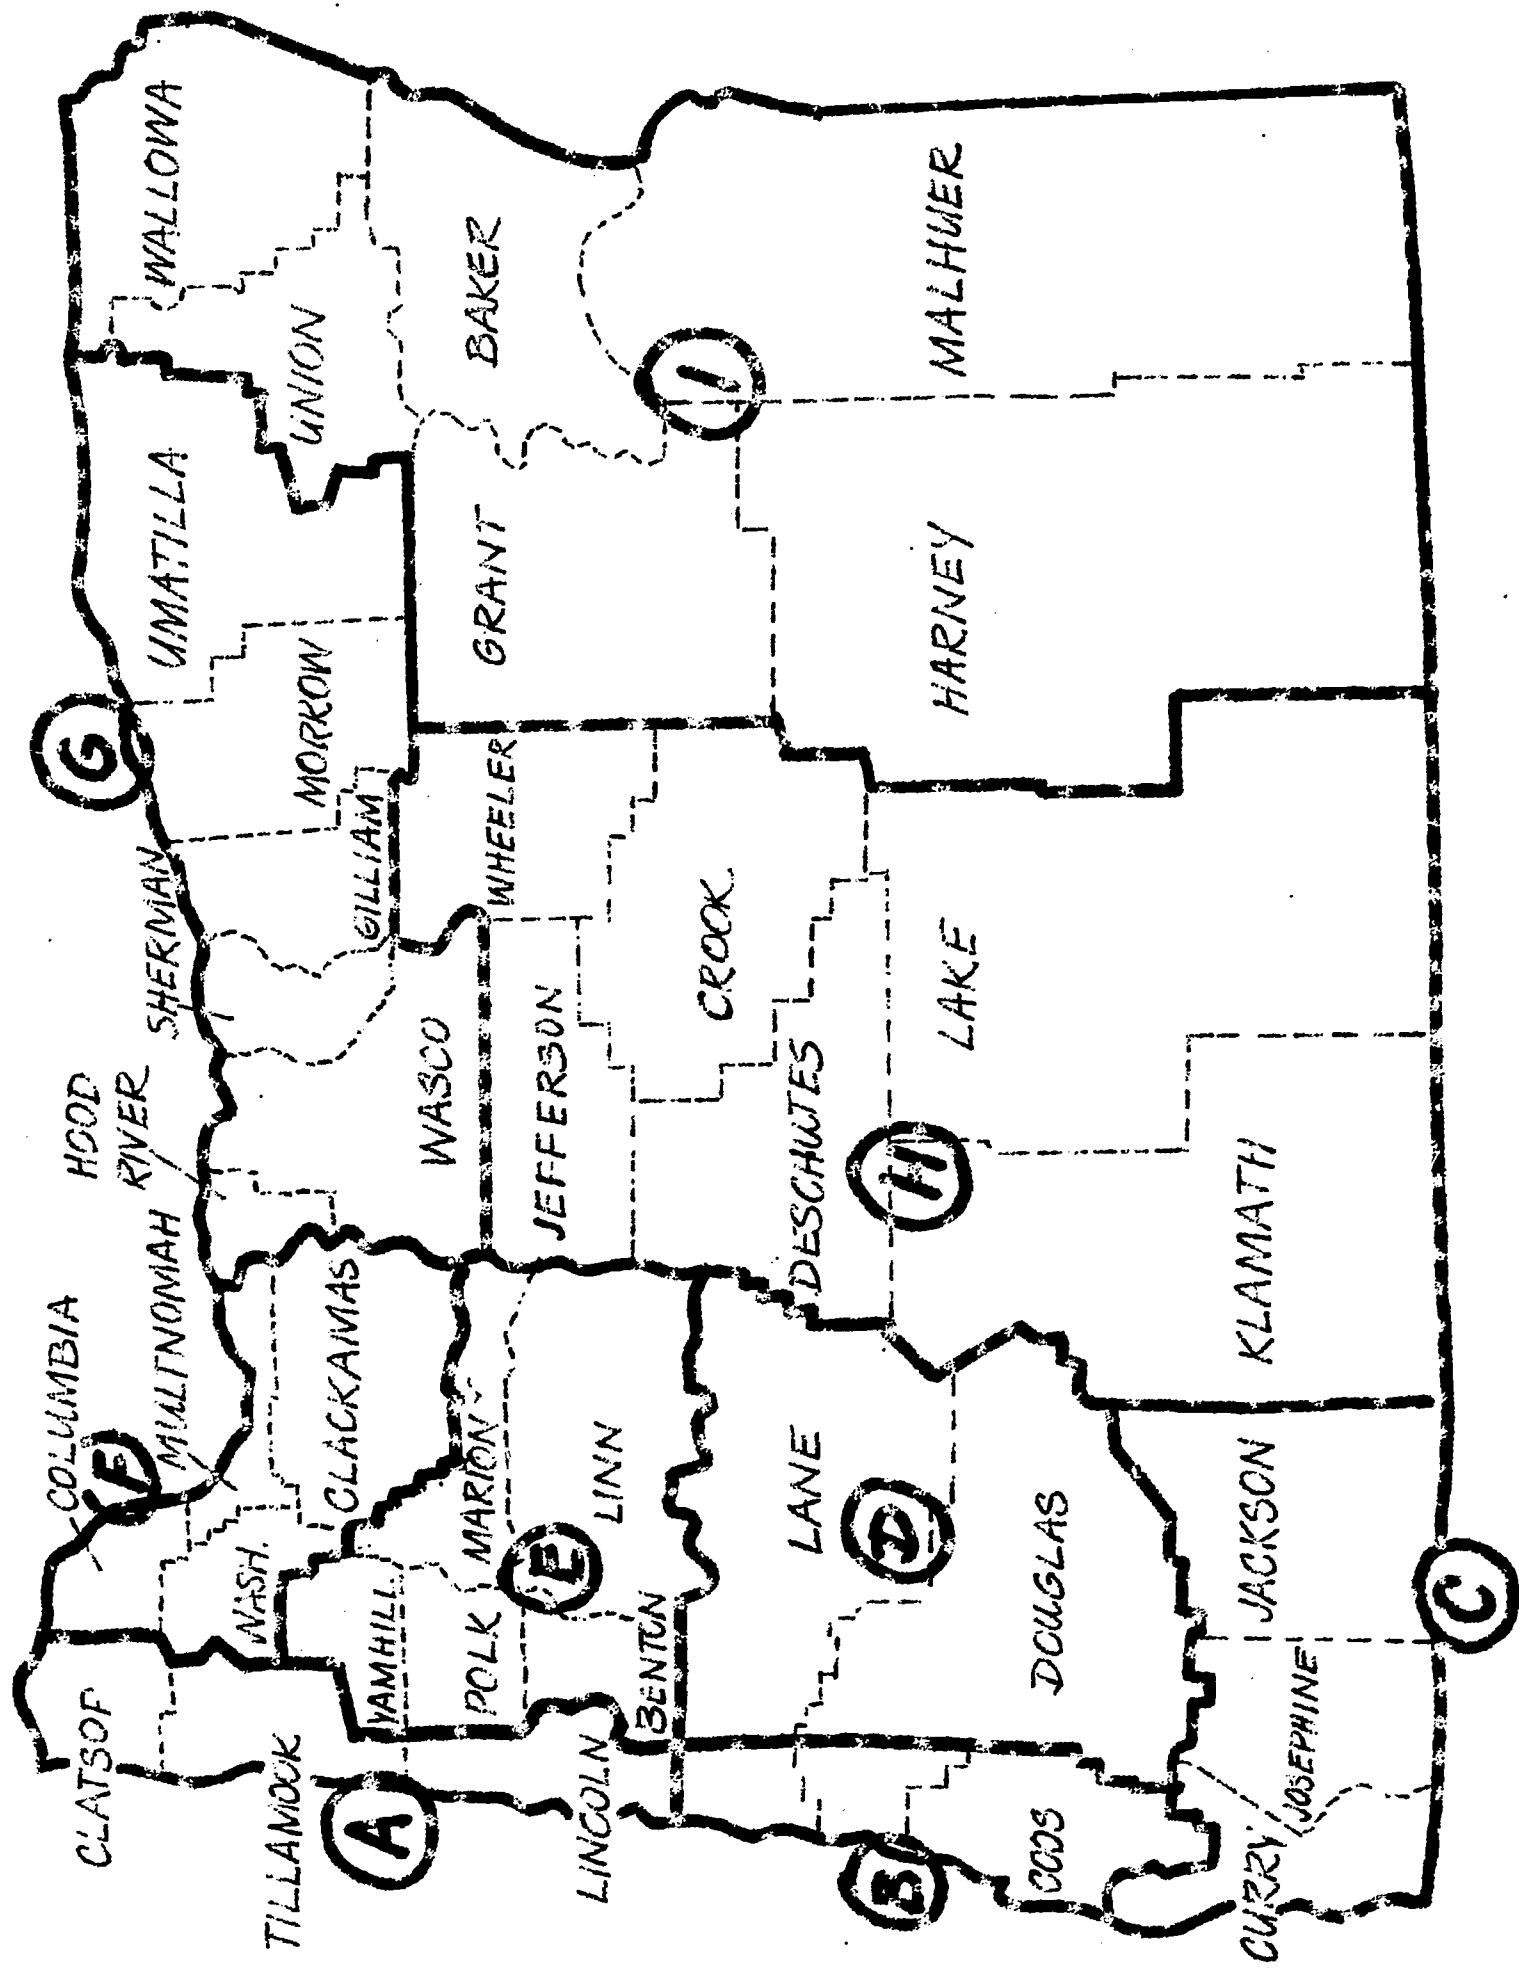 CLATSOP
COLUMBIA
F
MULTNOMAH
HOOD
RIVER
SHERMAN
G
UMATILLA
WALLOWA
TILLAMOOK
WASH.
CLACKAMAS
GILLIAM
MORROW
UNION
A
YAMHILL
POLK
MARION
WASCO
WHEELER
GRANT
BAKER
LINCOLN
BENTON
E
LINN
JEFFERSON
CROOK
I
B
D
LANE
DESCHUTES
H
LAKE
HARNEY
MALHUER
COOS
DOUGLAS
CURRY
JOSEPHINE
JACKSON
KLAMATH
C